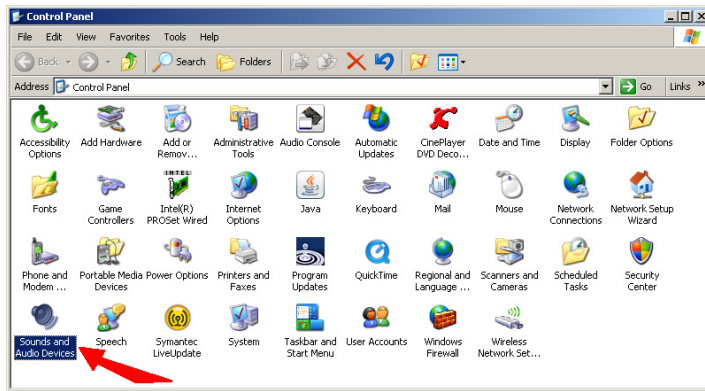 Control Panel
File Edit View Favorites Tools Help
Back Search Folders
Address Control Panel Go Links »
Accessibility Options
Add Hardware
Add or Remov...
Administrative Tools
Audio Console
Automatic Updates
CinePlayer DVD Deco...
Date and Time
Display
Folder Options
Fonts
Game Controllers
INTEL
Intel(R) PROSet Wired
Internet Options
Java
Keyboard
Mail
Mouse
Network Connections
Network Setup Wizard
Phone and Modem ...
Portable Media Devices
Power Options
Printers and Faxes
Program Updates
QuickTime
Regional and Language ...
Scanners and Cameras
Scheduled Tasks
Security Center
Sounds and Audio Devices
Speech
Symantec LiveUpdate
System
Taskbar and Start Menu
User Accounts
Windows Firewall
Wireless Network Set...